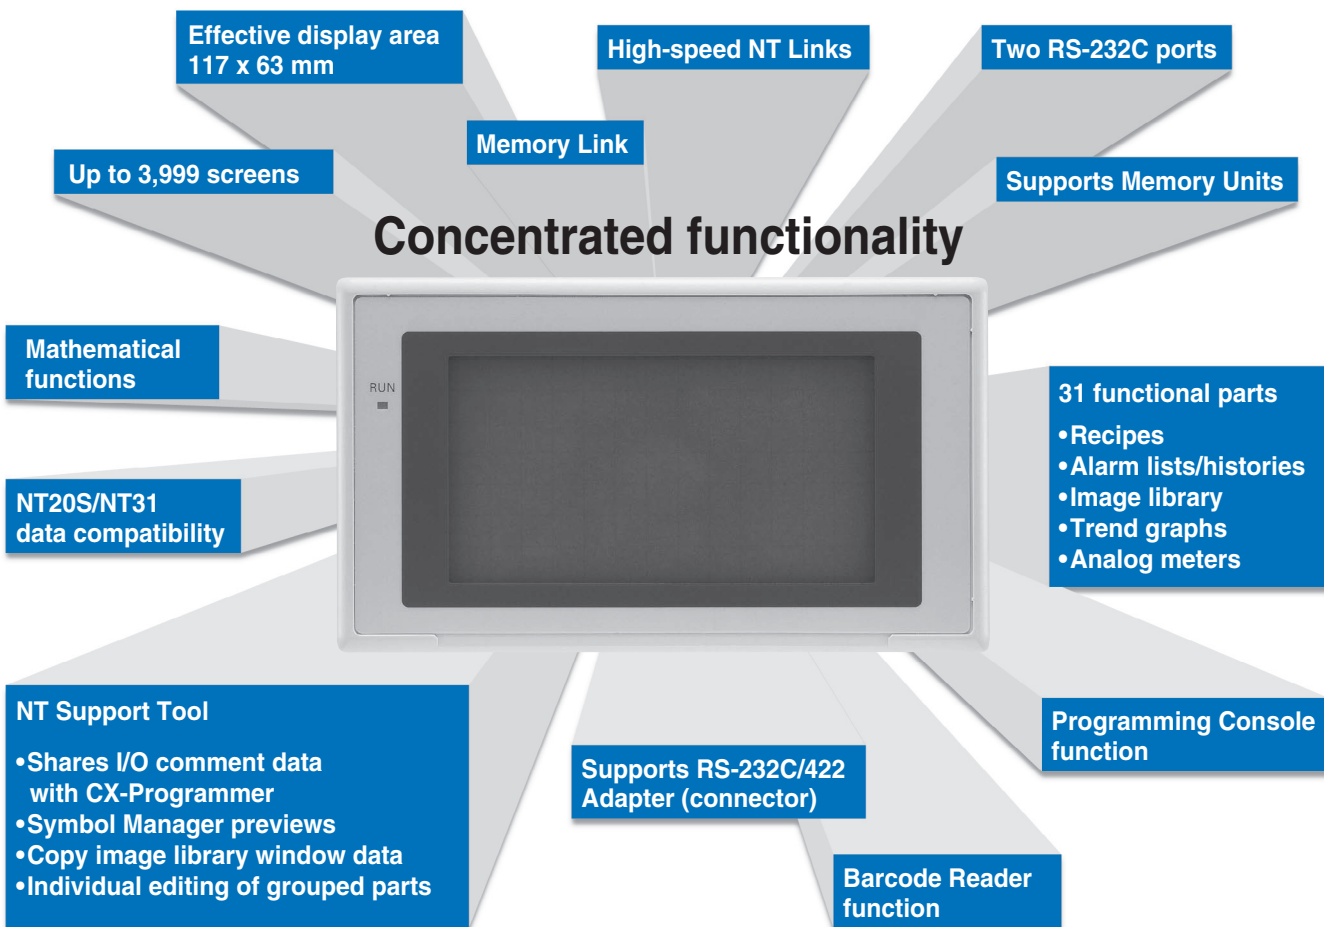 Effective display area
117 x 63 mm
High-speed NT Links
Two RS-232C ports
Memory Link
Up to 3,999 screens
Supports Memory Units
Concentrated functionality
Mathematical
functions
RUN
31 functional parts
•Recipes
•Alarm lists/histories
•Image library
•Trend graphs
•Analog meters
NT20S/NT31
data compatibility
NT Support Tool
•Shares I/O comment data
with CX-Programmer
•Symbol Manager previews
•Copy image library window data
•Individual editing of grouped parts
Supports RS-232C/422
Adapter (connector)
Programming Console
function
Barcode Reader
function